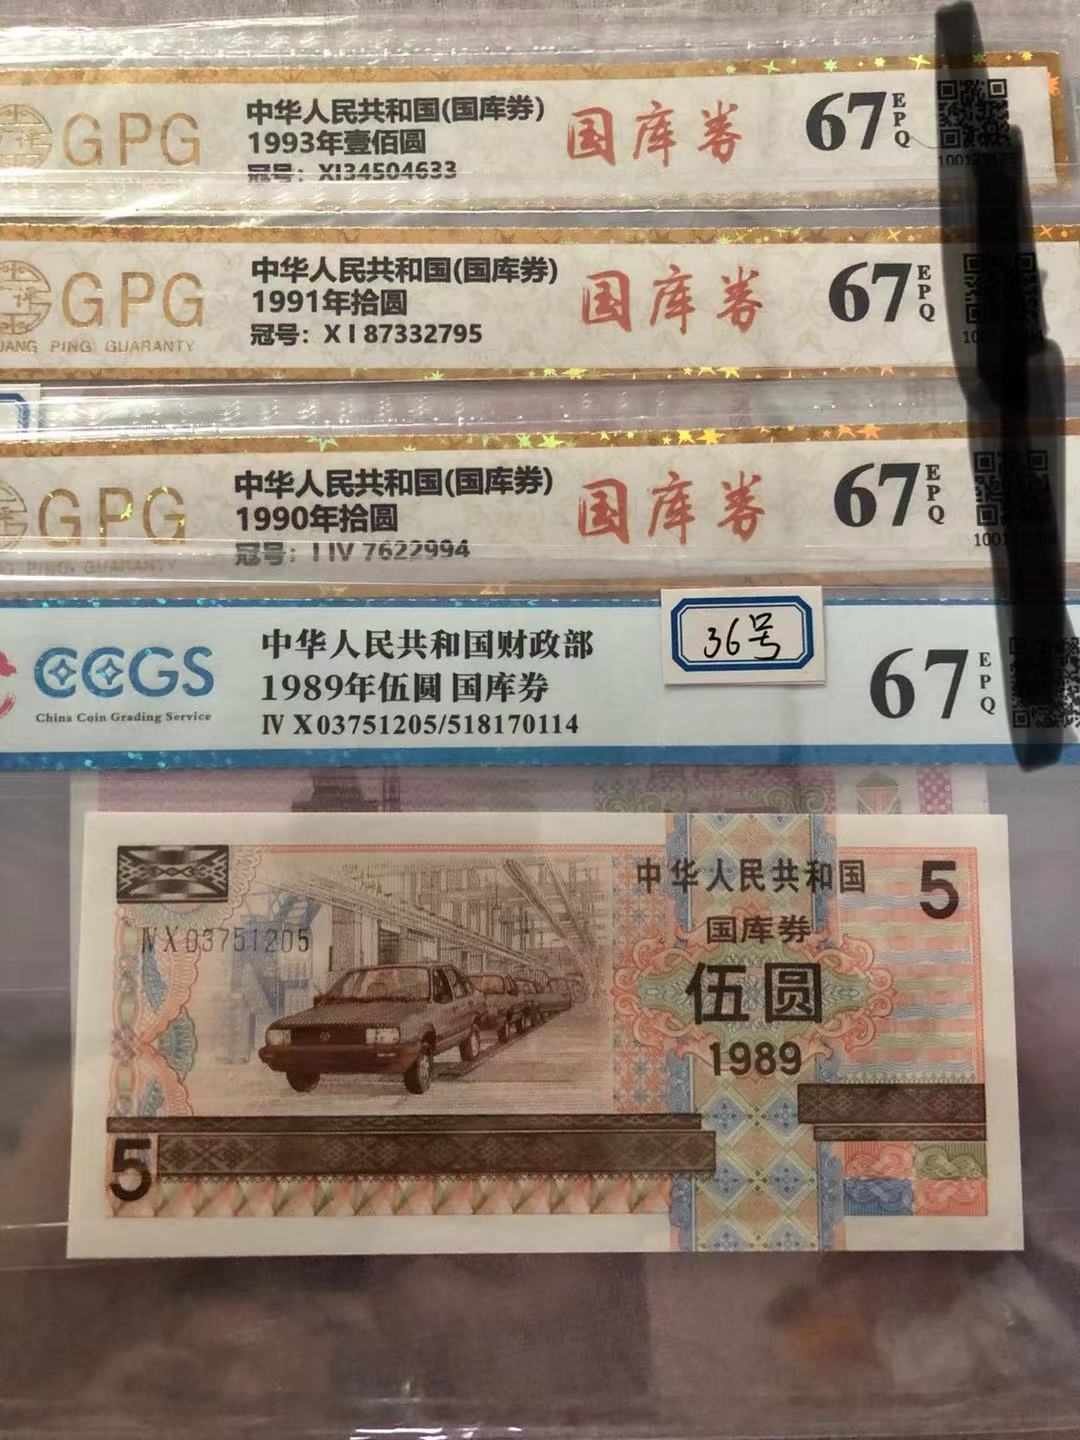 GPG
中华人民共和国(国库券)
1993年壹佰圆
冠号：XI34504633
国库券
67
EPQ
GPG
GUARANTY
PING
中华人民共和国(国库券)
1991年拾圆
冠号：X I 87332795
国库券
67
EPQ
GPG
PING GUARANTY
中华人民共和国(国库券)
1990年拾圆
冠号：I IV 7622994
国库券
67
EPQ
CCGS
China Coin Grading Service
中华人民共和国财政部
1989年伍圆 国库券
IV X03751205/518170114
36号
67
EPQ
中华人民共和国
5
国库券
IV X03751205
伍圆
1989
5